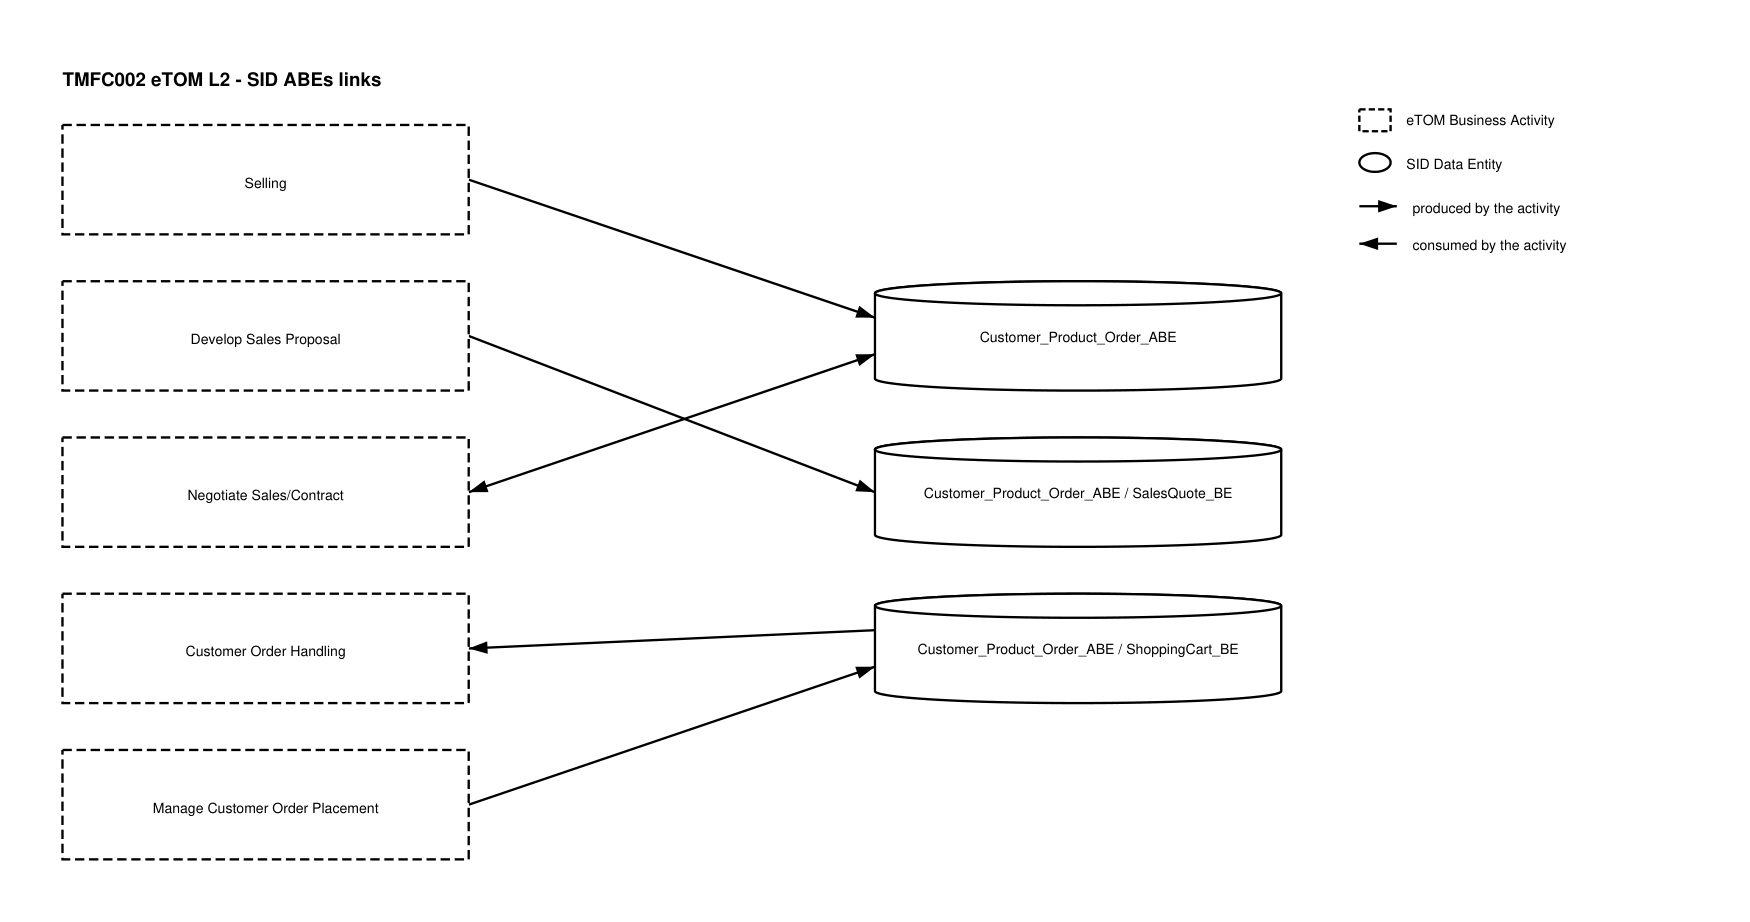 TMFC002 eTOM L2 - SID ABEs links
eTOM Business Activity
SID Data Entity
produced by the activity
consumed by the activity
Selling
Develop Sales Proposal
Negotiate Sales/Contract
Customer Order Handling
Manage Customer Order Placement
Customer_Product_Order_ABE
Customer_Product_Order_ABE / SalesQuote_BE
Customer_Product_Order_ABE / ShoppingCart_BE